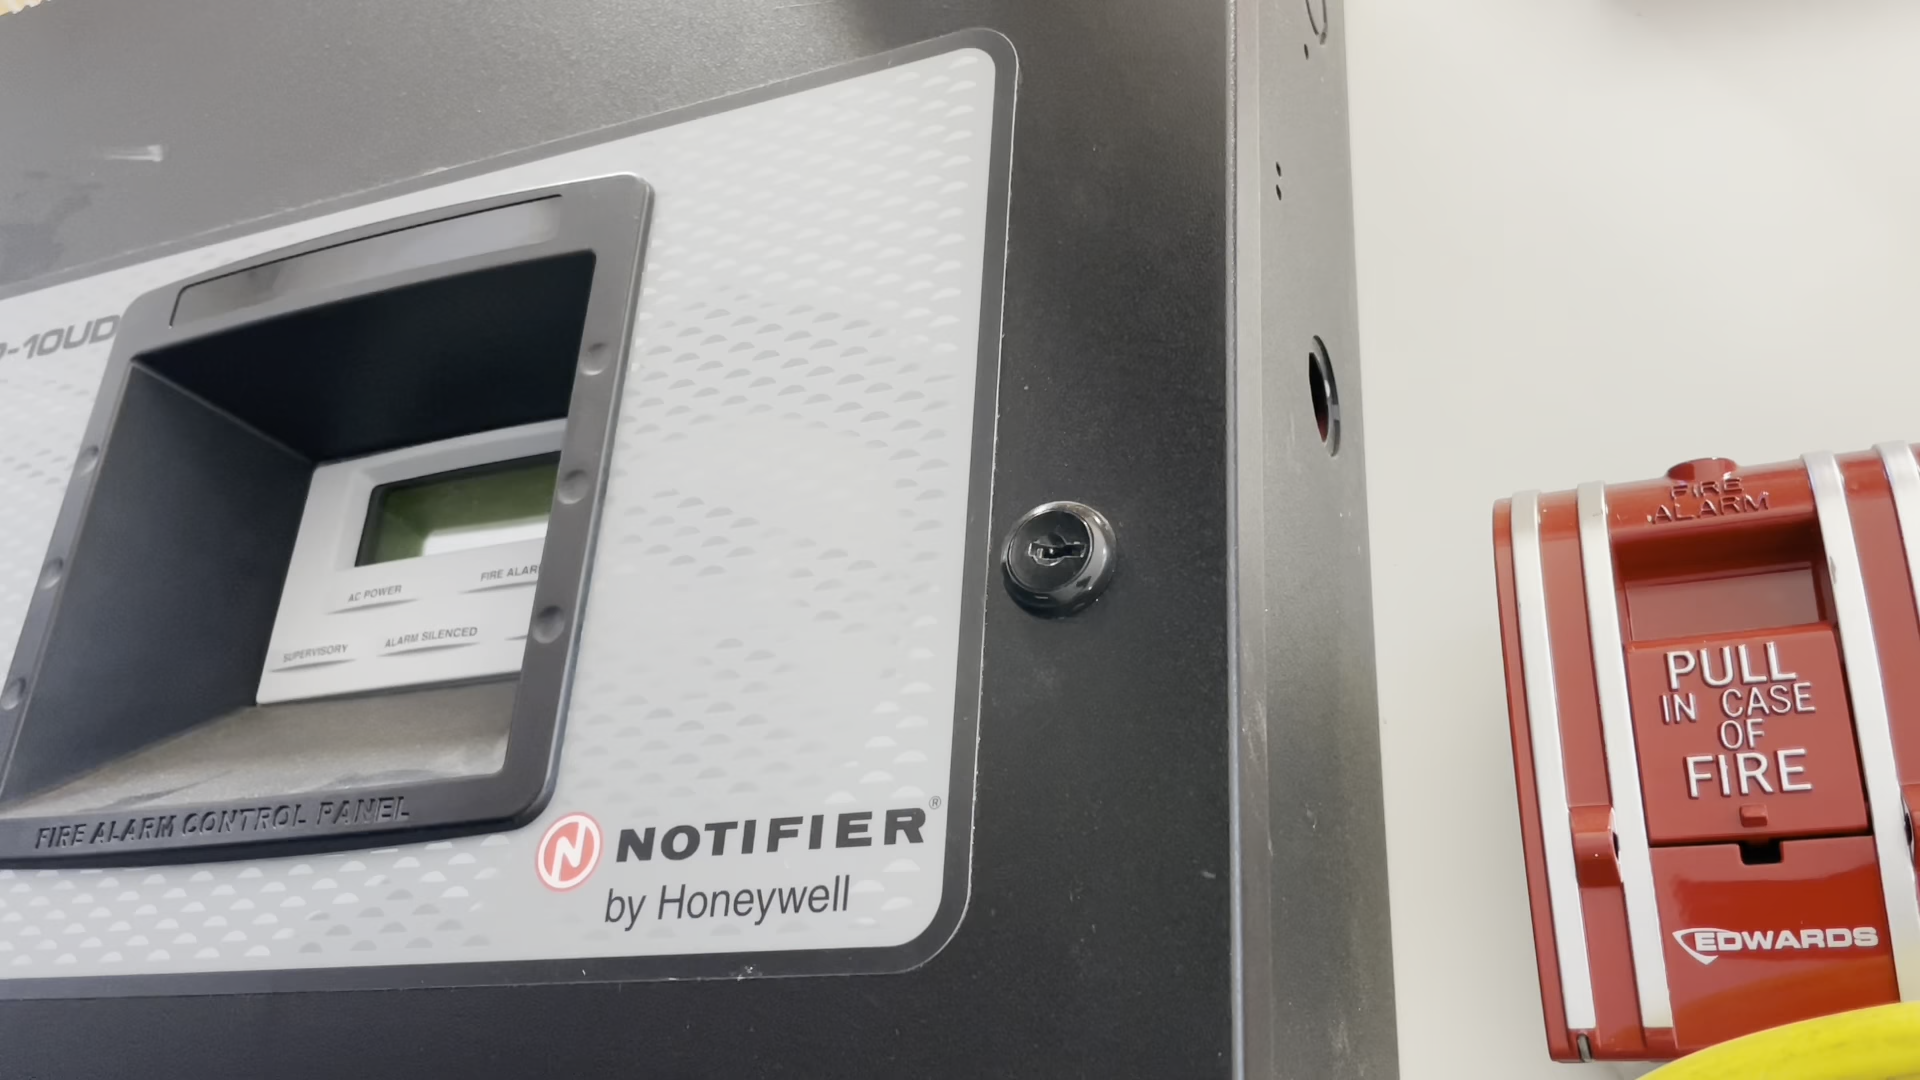 -10UD
AC POWER
FIRE ALAR
SUPERVISORY
ALARM SILENCED
FIRE ALARM CONTROL PANEL
N NOTIFIER®
by Honeywell
FIRE
ALARM
PULL
IN CASE
OF
FIRE
EDWARDS